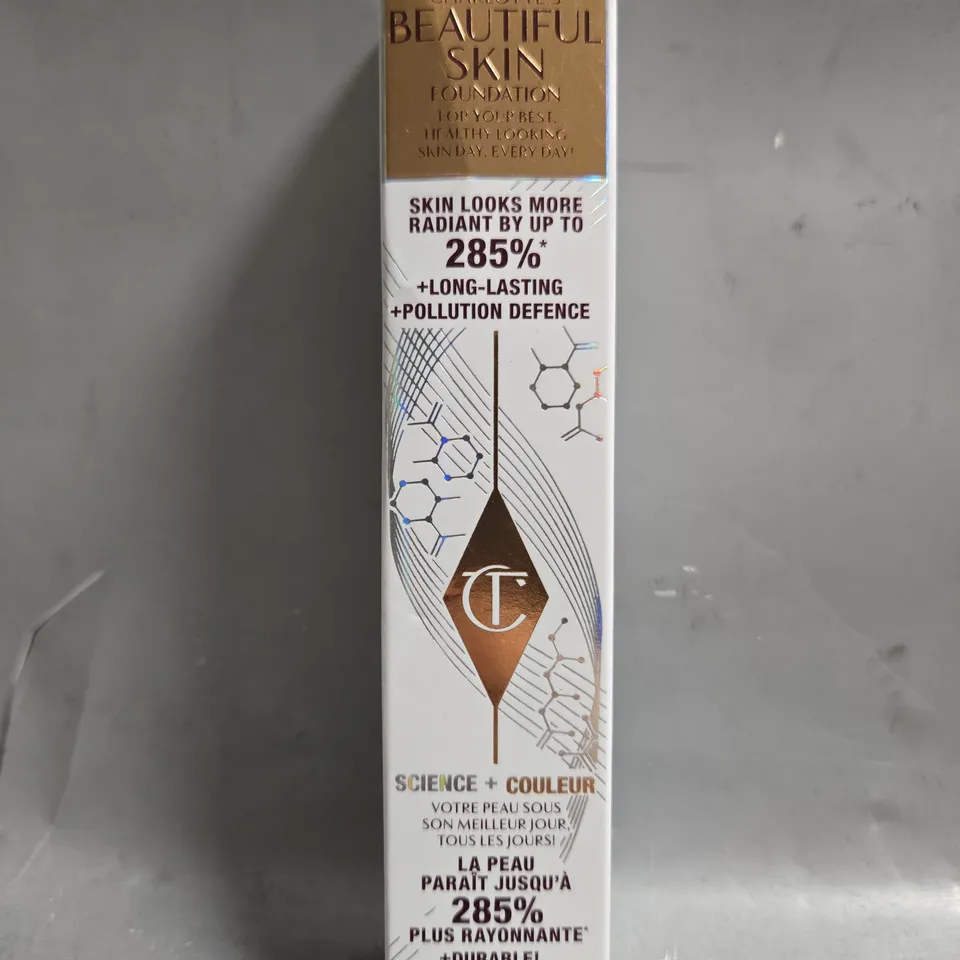 CHARLOTTE'S
BEAUTIFUL
SKIN
FOUNDATION
FOR YOUR BEST,
HEALTHY LOOKING
SKIN DAY, EVERY DAY!
SKIN LOOKS MORE
RADIANT BY UP TO
285%*
+LONG-LASTING
+POLLUTION DEFENCE
CT
SCIENCE + COULEUR
VOTRE PEAU SOUS
SON MEILLEUR JOUR,
TOUS LES JOURS!
LA PEAU
PARAÎT JUSQU'À
285%
PLUS RAYONNANTE*
+DURABLE!